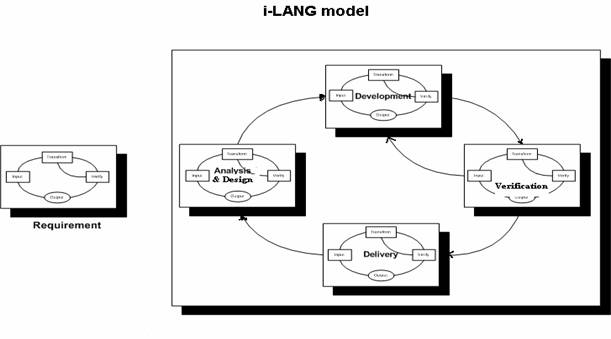 i-LANG model
Transform
Input
Development
Verify
Output
Transform
Input
Verify
Output
Requirement
Transform
Analysis
& Design
Input
Verify
Output
Transform
Input
Verify
Verification
Output
Transform
Input
Delivery
Verify
Output